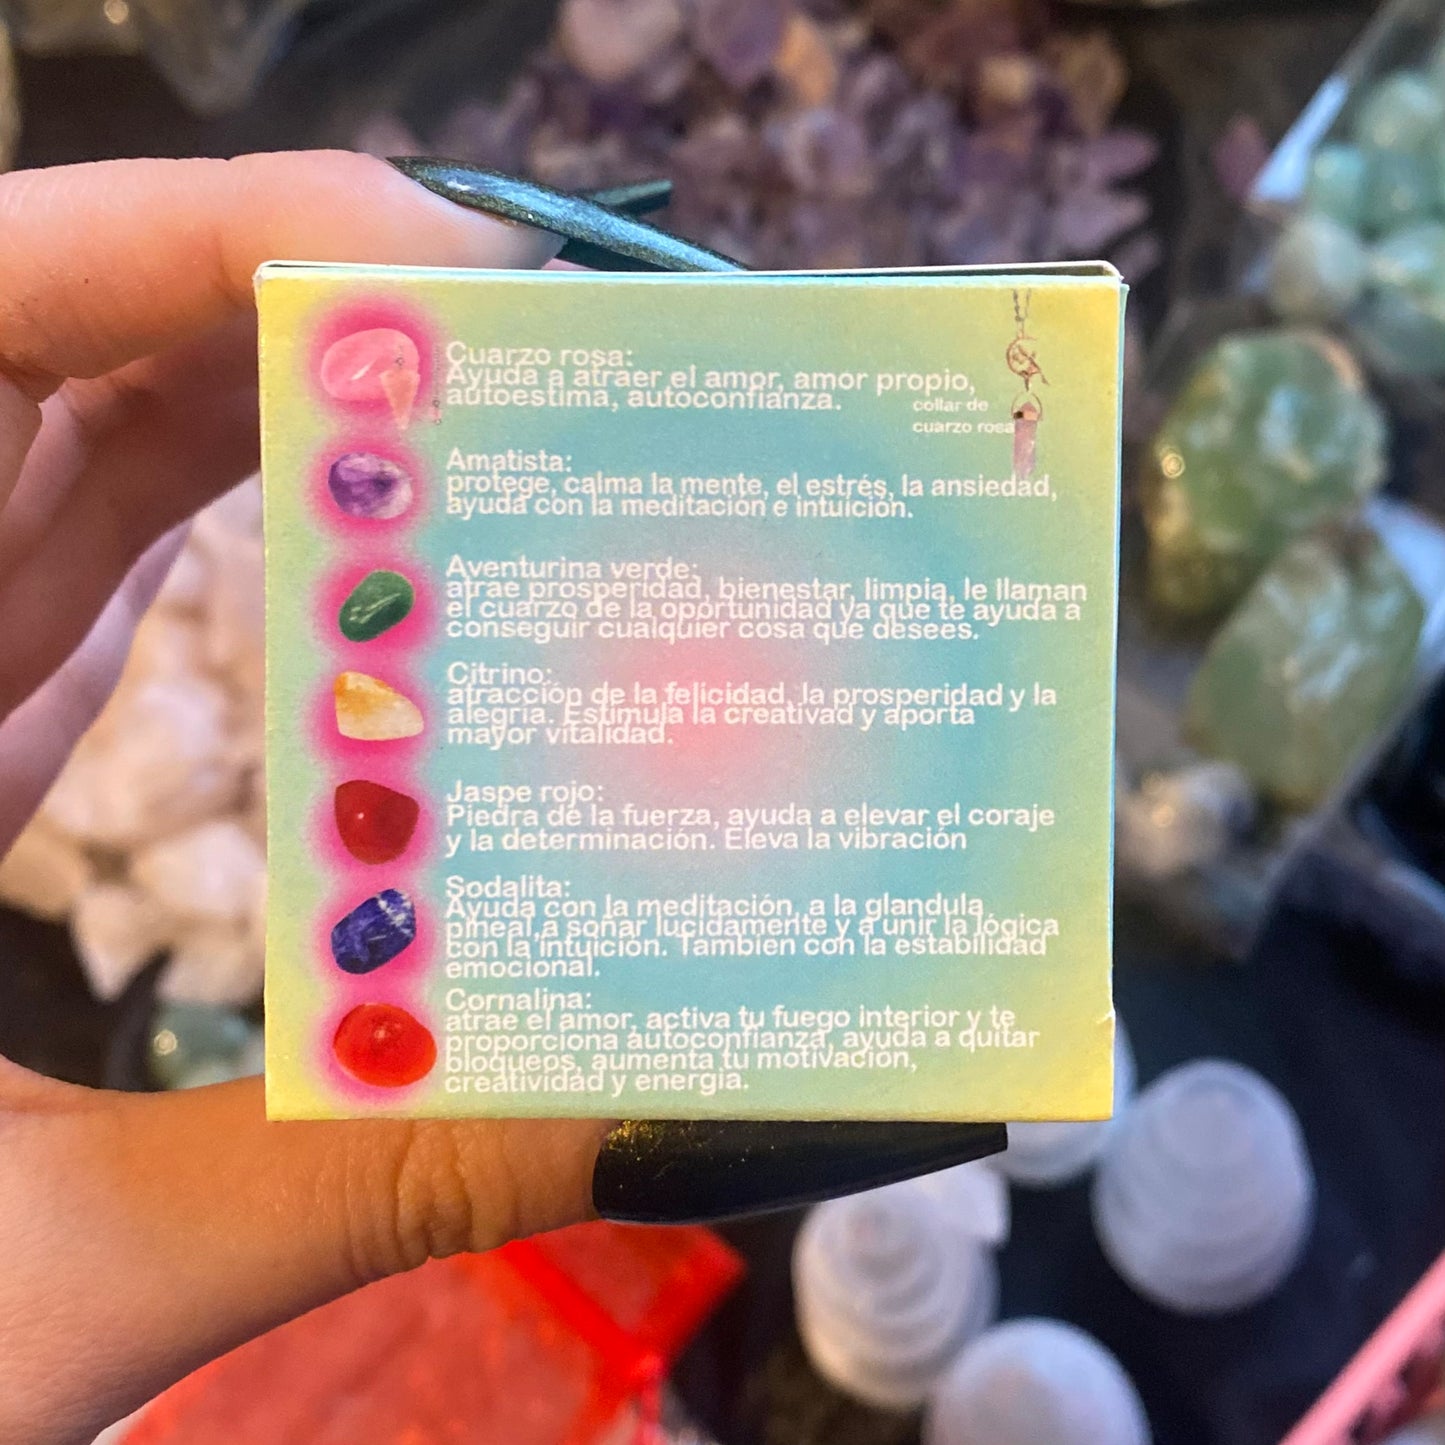 Cuarzo rosa:
Ayuda a atraer el amor, amor propio,
autoestima, autoconfianza.
collar de
cuarzo rosa
Amatista:
protege, calma la mente, el estrés, la ansiedad,
ayuda con la meditación e intuición.
Aventurina verde:
atrae prosperidad, bienestar, limpia, le llaman
el cuarzo de la oportunidad ya que te ayuda a
conseguir cualquier cosa que desees.
Citrino:
atracción de la felicidad, la prosperidad y la
alegría. Estimula la creativad y aporta
mayor vitalidad.
Jaspe rojo:
Piedra de la fuerza, ayuda a elevar el coraje
y la determinación. Eleva la vibración
Sodalita:
Ayuda con la meditación, a la glandula
pineal,a soñar lucidamente y a unir la lógica
con la intuición. Tambien con la estabilidad
emocional.
Cornalina:
atrae el amor, activa tu fuego interior y te
proporciona autoconfianza, ayuda a quitar
bloqueos, aumenta tu motivación,
creatividad y energía.